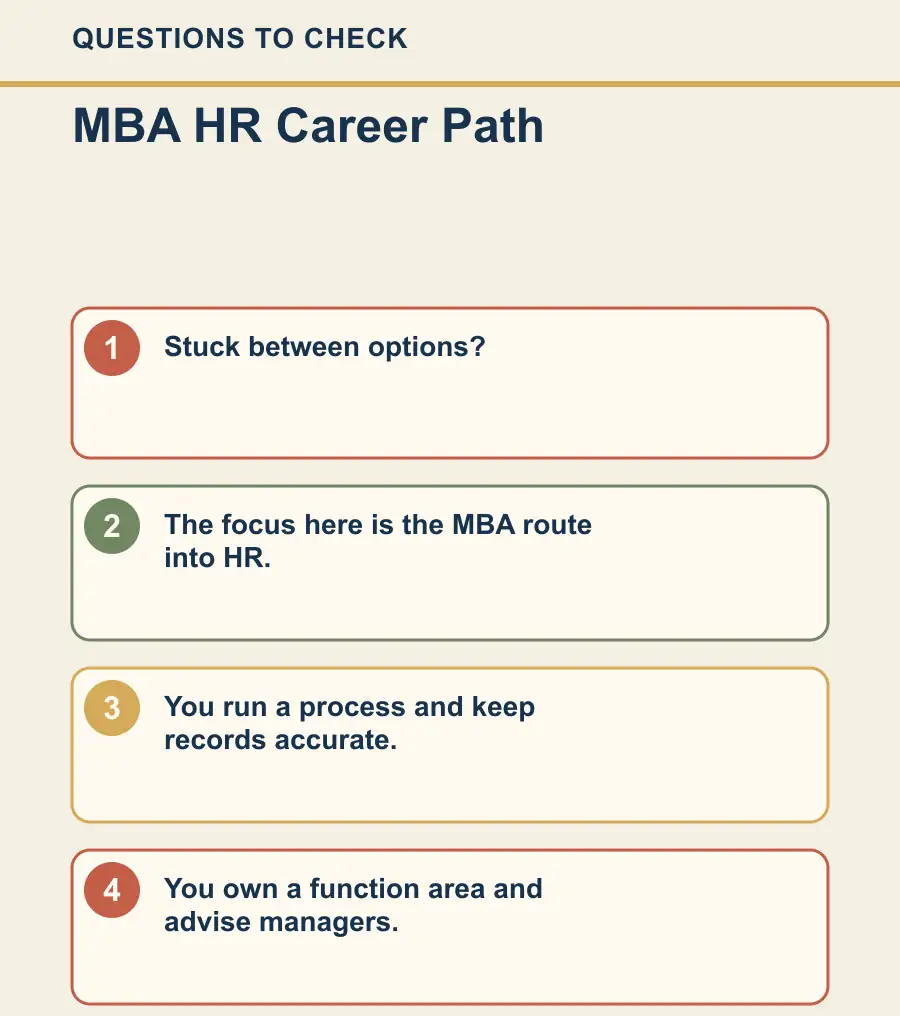 QUESTIONS TO CHECK
MBA HR Career Path
1
Stuck between options?
2
The focus here is the MBA route
into HR.
3
You run a process and keep
records accurate.
4
You own a function area and
advise managers.